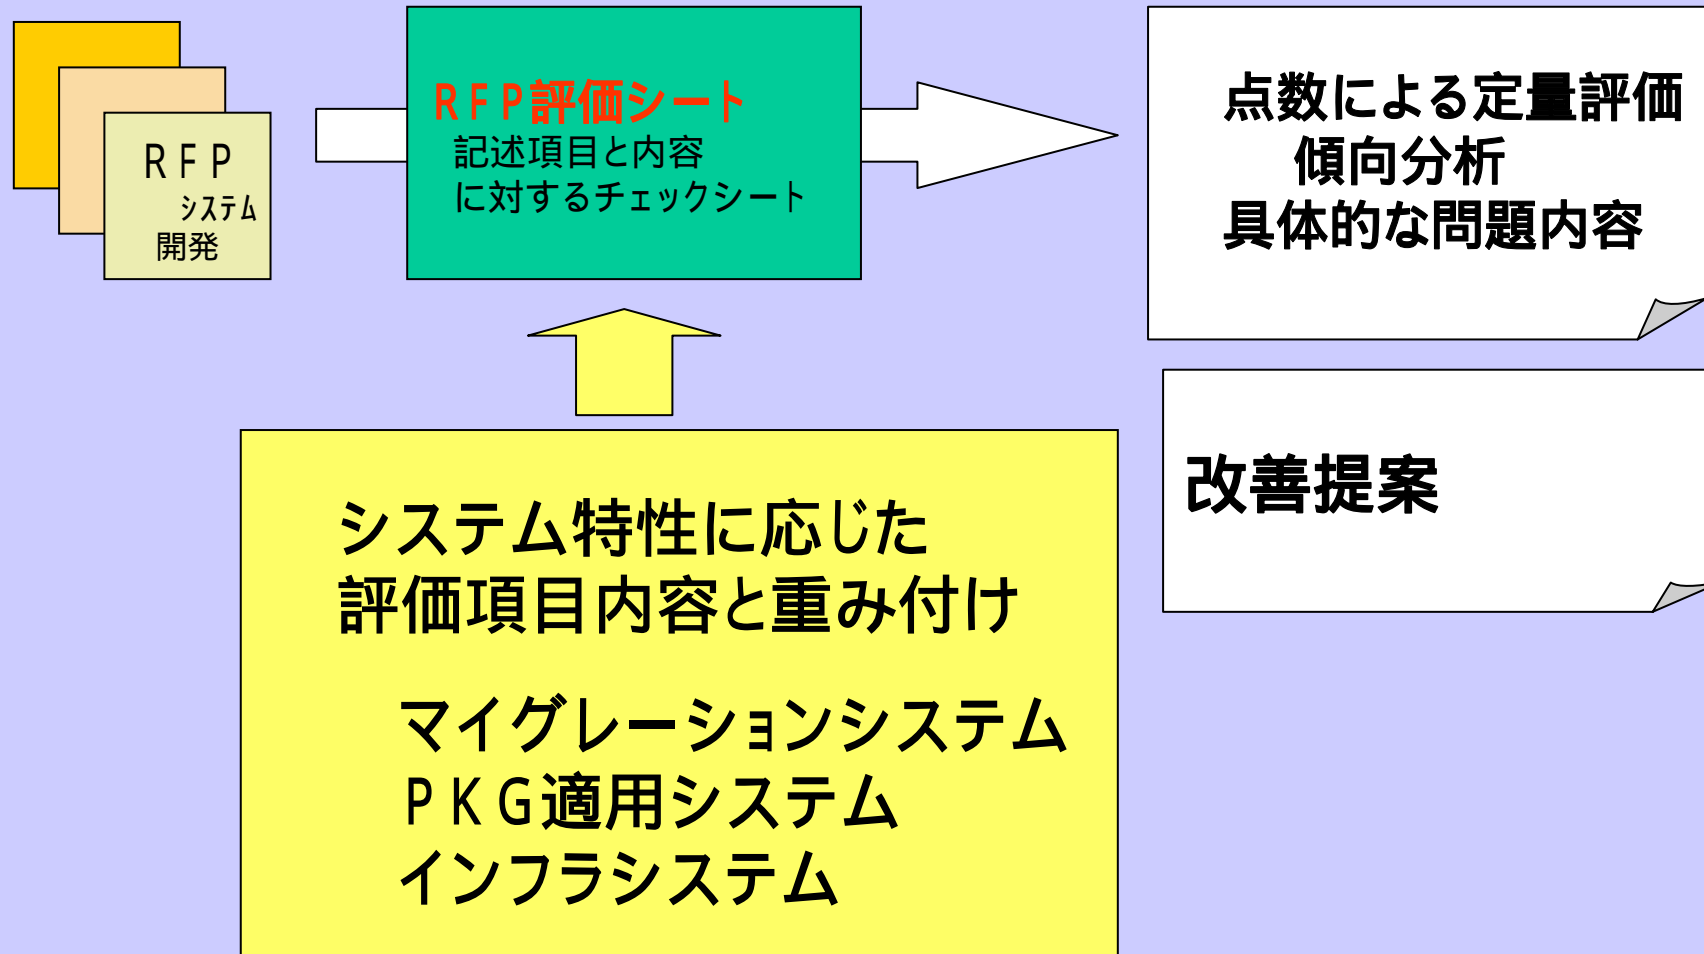 ＲＦＰ
システム
開発
ＲＦＰ評価シート
記述項目と内容
に対するチェックシート
点数による定量評価
傾向分析
具体的な問題内容
改善提案
システム特性に応じた
評価項目内容と重み付け
マイグレーションシステム
ＰＫＧ適用システム
インフラシステム